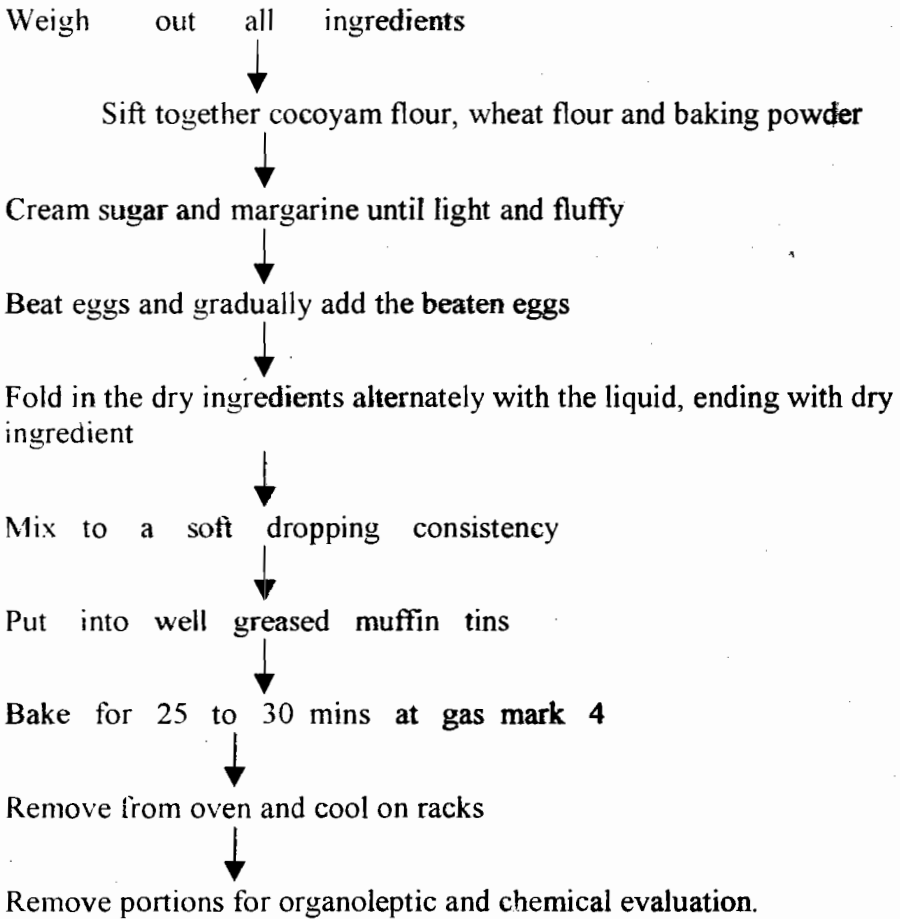 Weigh out all ingredients
Sift together cocoyam flour, wheat flour and baking powder
Cream sugar and margarine until light and fluffy
Beat eggs and gradually add the beaten eggs
Fold in the dry ingredients alternately with the liquid, ending with dry
ingredient
Mix to a soft dropping consistency
Put into well greased muffin tins
Bake for 25 to 30 mins at gas mark 4
Remove from oven and cool on racks
Remove portions for organoleptic and chemical evaluation.